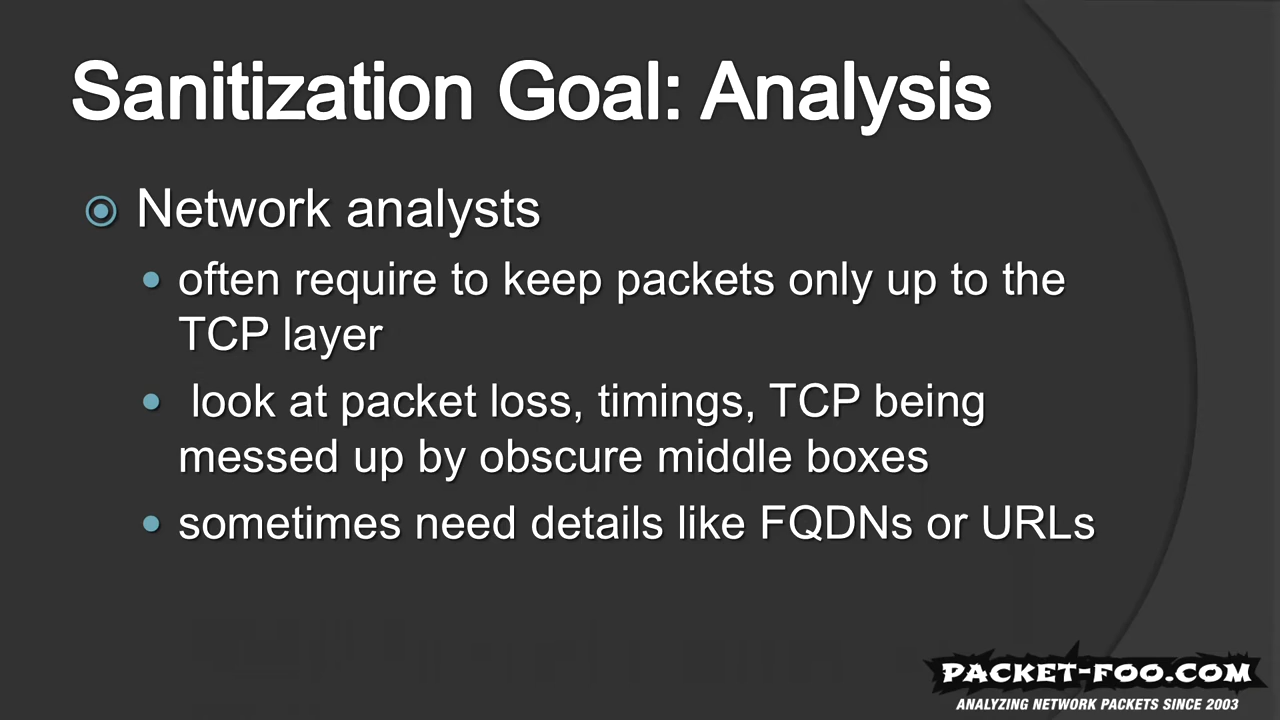 Sanitization Goal: Analysis
Network analysts
often require to keep packets only up to the
TCP layer
look at packet loss, timings, TCP being
messed up by obscure middle boxes
sometimes need details like FQDNs or URLs
PACKET-FOO.COM
ANALYZING NETWORK PACKETS SINCE 2003